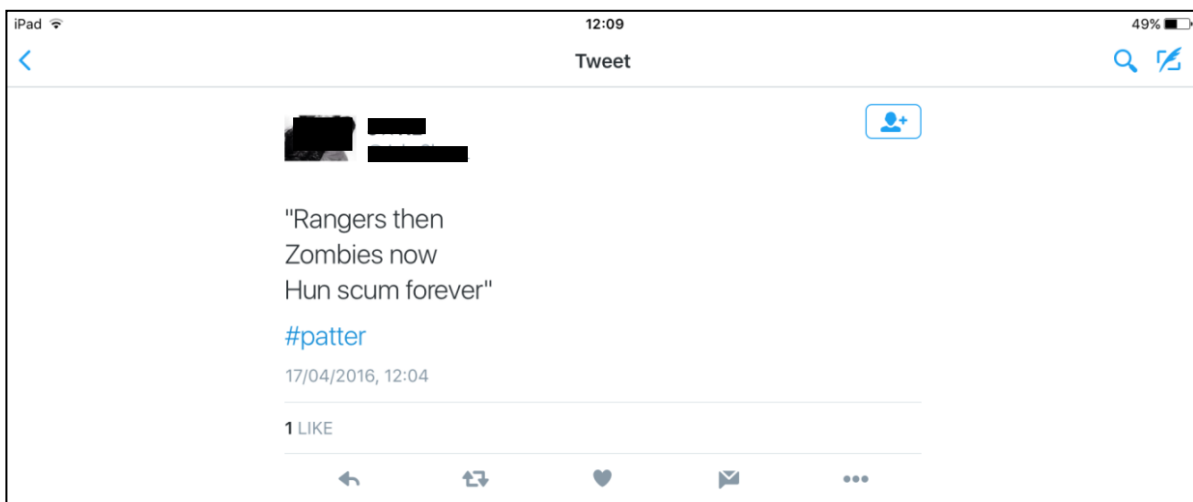 iPad 12:09 49%
Tweet
"Rangers then
Zombies now
Hun scum forever"
#patter
17/04/2016, 12:04
1 LIKE